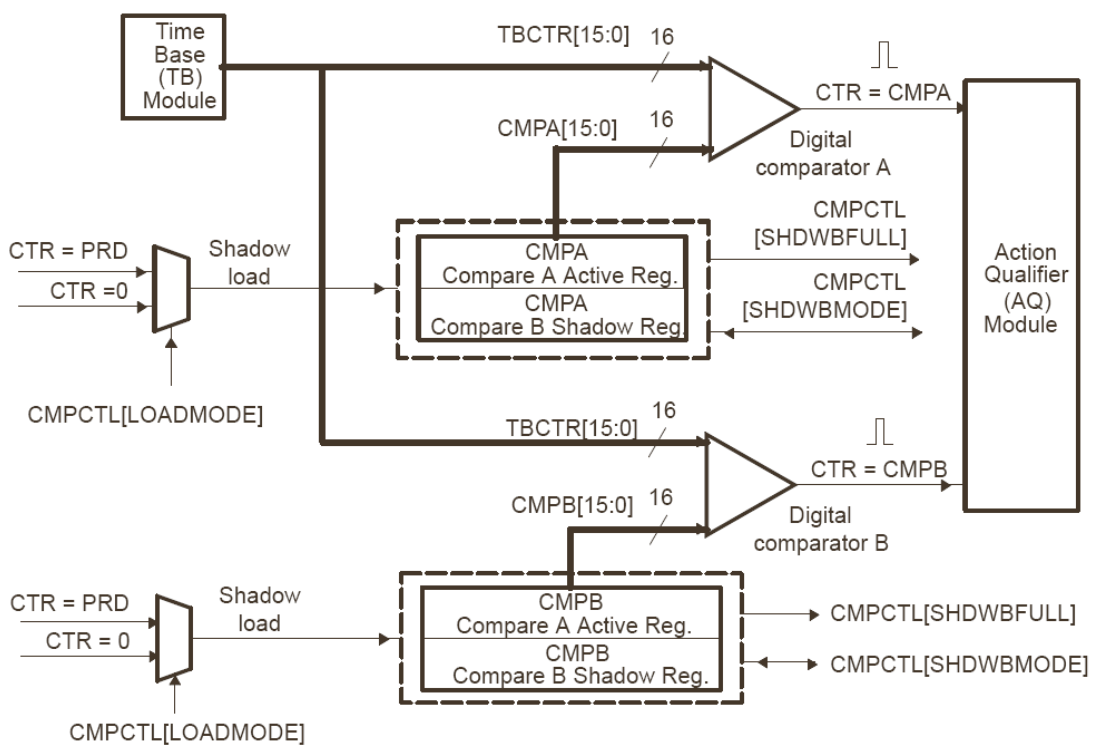 Time
Base
(TB)
Module
TBCTR[15:0]
16
CTR = CMPA
CMPA[15:0]
16
Digital
comparator A
CTR = PRD
CTR =0
Shadow
load
CMPCTL[LOADMODE]
CMPA
Compare A Active Reg.
CMPA
Compare B Shadow Reg.
CMPCTL
[SHDWBFULL]
CMPCTL
[SHDWBMODE]
Action
Qualifier
(AQ)
Module
TBCTR[15:0]
16
CTR = CMPB
CMPB[15:0]
16
Digital
comparator B
CTR = PRD
CTR = 0
Shadow
load
CMPCTL[LOADMODE]
CMPB
Compare A Active Reg.
CMPB
Compare B Shadow Reg.
CMPCTL[SHDWBFULL]
CMPCTL[SHDWBMODE]